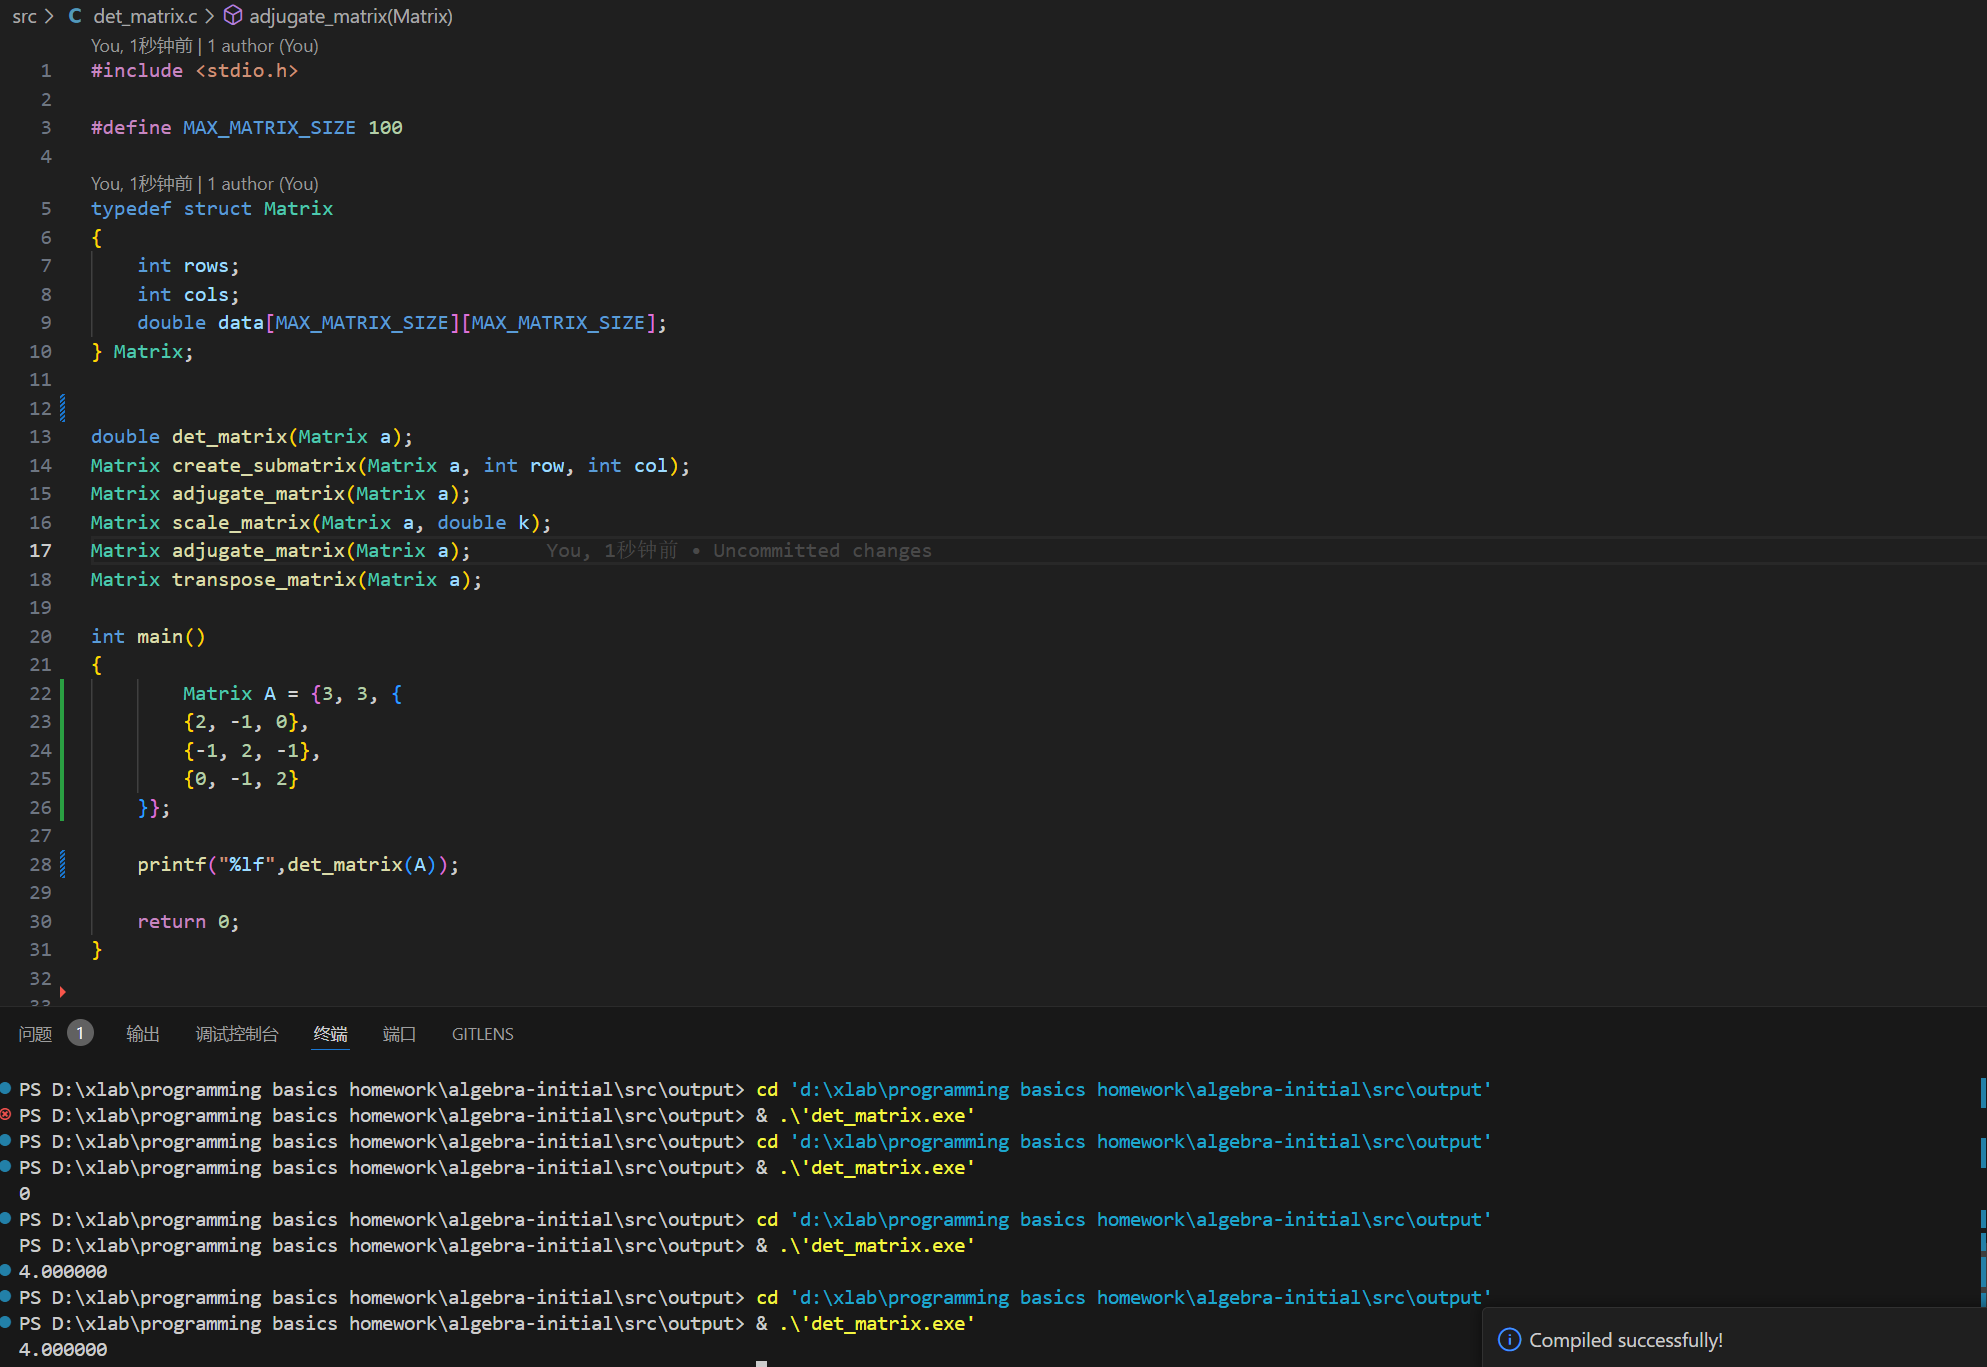 src > C det_matrix.c > adjugate_matrix(Matrix)
You, 1秒钟前 | 1 author (You)
1 #include <stdio.h>
2
3 #define MAX_MATRIX_SIZE 100
4
You, 1秒钟前 | 1 author (You)
5 typedef struct Matrix
6 {
7     int rows;
8     int cols;
9     double data[MAX_MATRIX_SIZE][MAX_MATRIX_SIZE];
10 } Matrix;
11
12
13 double det_matrix(Matrix a);
14 Matrix create_submatrix(Matrix a, int row, int col);
15 Matrix adjugate_matrix(Matrix a);
16 Matrix scale_matrix(Matrix a, double k);
17 Matrix adjugate_matrix(Matrix a);     You, 1秒钟前 • Uncommitted changes
18 Matrix transpose_matrix(Matrix a);
19
20 int main()
21 {
22         Matrix A = {3, 3, {
23         {2, -1, 0},
24         {-1, 2, -1},
25         {0, -1, 2}
26     }};
27
28     printf("%lf",det_matrix(A));
29
30     return 0;
31 }
32
33
问题 1 输出 调试控制台 终端 端口 GITLENS
PS D:\xlab\programming basics homework\algebra-initial\src\output> cd 'd:\xlab\programming basics homework\algebra-initial\src\output'
PS D:\xlab\programming basics homework\algebra-initial\src\output> & .\'det_matrix.exe'
PS D:\xlab\programming basics homework\algebra-initial\src\output> cd 'd:\xlab\programming basics homework\algebra-initial\src\output'
PS D:\xlab\programming basics homework\algebra-initial\src\output> & .\'det_matrix.exe'
0
PS D:\xlab\programming basics homework\algebra-initial\src\output> cd 'd:\xlab\programming basics homework\algebra-initial\src\output'
PS D:\xlab\programming basics homework\algebra-initial\src\output> & .\'det_matrix.exe'
4.000000
PS D:\xlab\programming basics homework\algebra-initial\src\output> cd 'd:\xlab\programming basics homework\algebra-initial\src\output'
PS D:\xlab\programming basics homework\algebra-initial\src\output> & .\'det_matrix.exe'
4.000000
Compiled successfully!